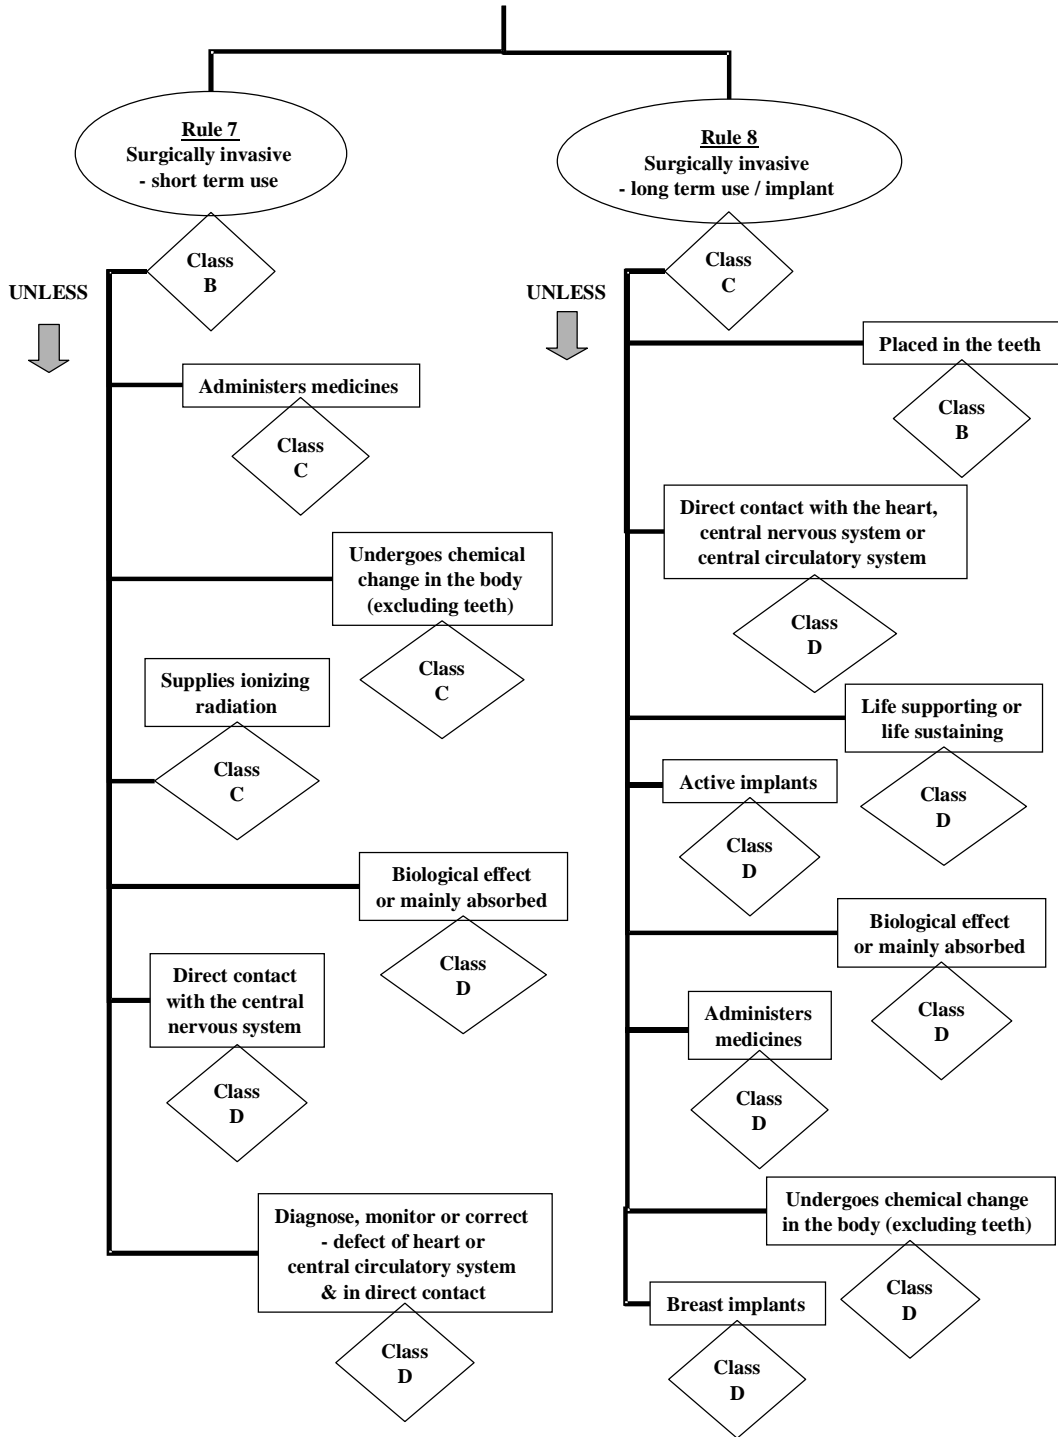 Rule 7
Surgically invasive
- short term use
Class
B
UNLESS
Administers medicines
Class
C
Undergoes chemical
change in the body
(excluding teeth)
Class
C
Supplies ionizing
radiation
Class
C
Biological effect
or mainly absorbed
Class
D
Direct contact
with the central
nervous system
Class
D
Diagnose, monitor or correct
- defect of heart or
central circulatory system
& in direct contact
Class
D
Rule 8
Surgically invasive
- long term use / implant
Class
C
UNLESS
Placed in the teeth
Class
B
Direct contact with the heart,
central nervous system or
central circulatory system
Class
D
Life supporting or
life sustaining
Class
D
Active implants
Class
D
Biological effect
or mainly absorbed
Class
D
Administers
medicines
Class
D
Undergoes chemical change
in the body (excluding teeth)
Class
D
Breast implants
Class
D